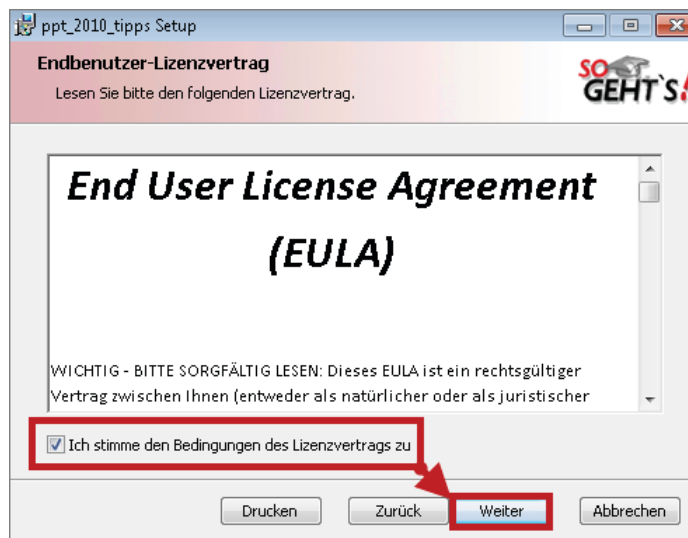 ppt_2010_tipps Setup
Endbenutzer-Lizenzvertrag
Lesen Sie bitte den folgenden Lizenzvertrag.
SO
GEHT`S!
End User License Agreement
(EULA)
WICHTIG - BITTE SORGFÄLTIG LESEN: Dieses EULA ist ein rechtsgültiger
Vertrag zwischen Ihnen (entweder als natürlicher oder als juristischer
Ich stimme den Bedingungen des Lizenzvertrags zu
Drucken Zurück Weiter Abbrechen